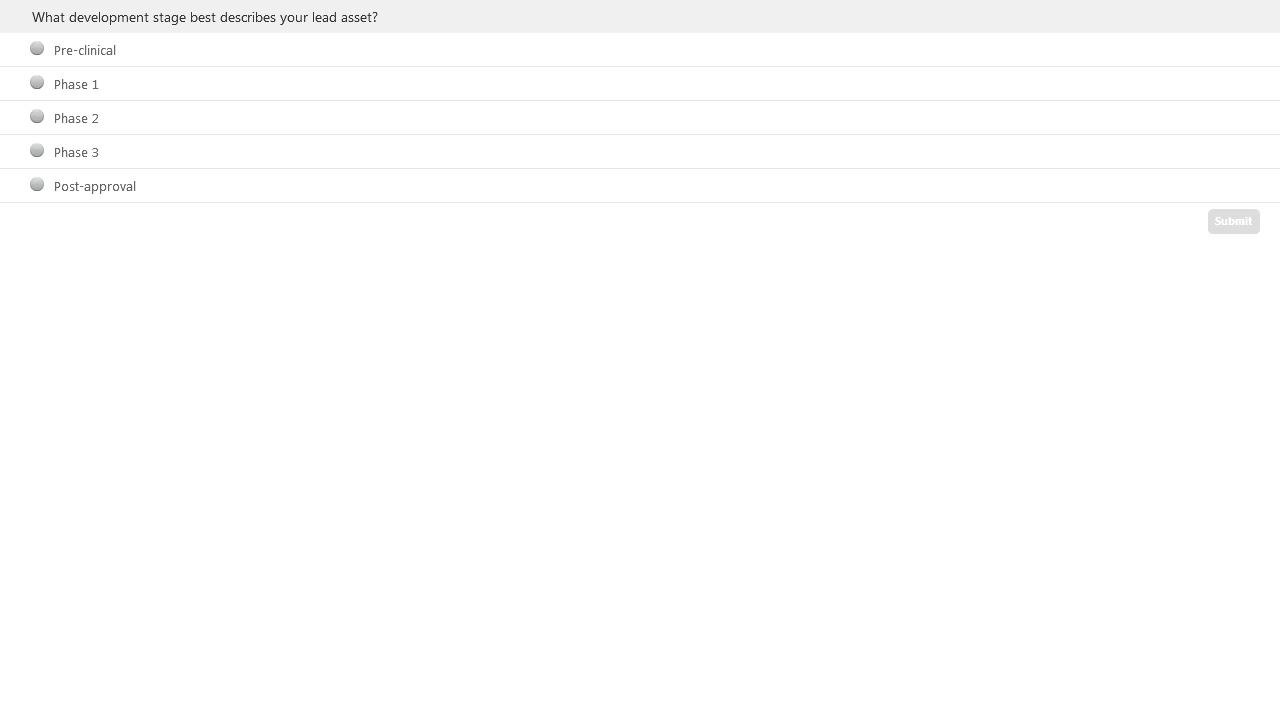 What development stage best describes your lead asset?
Pre-clinical
Phase 1
Phase 2
Phase 3
Post-approval
Submit